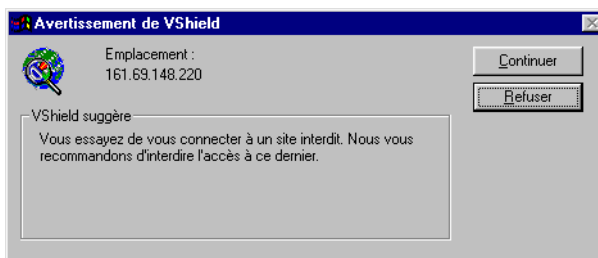 Avertissement de VShield
Emplacement :
161.69.148.220
Continuer
Refuser
VShield suggère
Vous essayez de vous connecter à un site interdit. Nous vous
recommandons d'interdire l'accès à ce dernier.